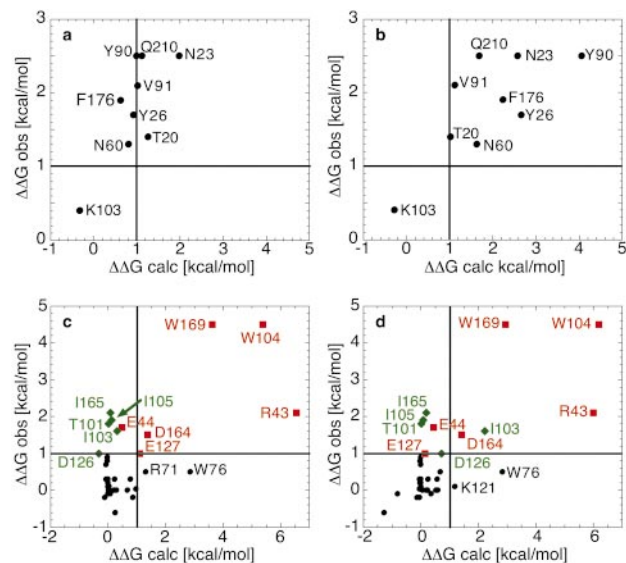 a
ΔΔG obs [kcal/mol]
3
2
1
0
Y90
Q210
N23
V91
F176
Y26
T20
N60
K103
-1 0 1 2 3 4 5
ΔΔG calc [kcal/mol]
b
ΔΔG obs [kcal/mol]
3
2
1
0
Q210
N23
Y90
V91
F176
Y26
T20
N60
K103
-1 0 1 2 3 4 5
ΔΔG calc kcal/mol]
c
ΔΔG obs [kcal/mol]
5
4
3
2
1
0
-1
W169
W104
I165
I105
R43
T101
E44
I103
D164
E127
D126
R71
W76
-2 0 2 4 6
ΔΔG calc [kcal/mol]
d
ΔΔG obs [kcal/mol]
5
4
3
2
1
0
-1
W169
W104
I165
R43
I105
E44
T101
I103
D164
E127
D126
W76
K121
-2 0 2 4 6
ΔΔG calc [kcal/mol]